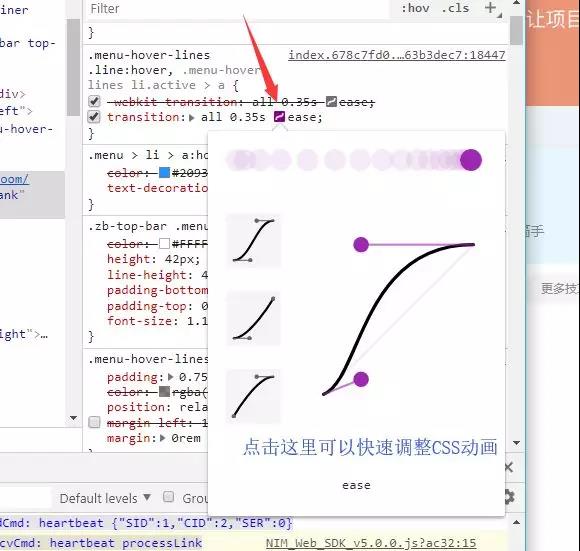 Filter
:hov .cls
iner
}
.menu-hover-lines
index.678c7fd0.…63b3dec7:18447
bar top-
.line:hover, .menu-hover
lines li.active > a {
div>
-webkit-transition: all 0.35s ease;
eft">
transition: all 0.35s ease;
u-hover-
}
.menu > li > a:ho
oom/
color: #2093
ank"
text-decoratio
}
.zb-top-bar .menu
color: #FFFF
height: 42px;
line-height: 4
padding-bottom
padding-top: 0
font-size: 1.1
ight">…
}
.menu-hover-lines
padding: 0.75
color: rgba(
position: rela
margin-left: 1
margin: 0rem
点击这里可以快速调整CSS动画
ease
Default levels
Grou
dCmd: heartbeat {"SID":1,"CID":2,"SER":0}
cvCmd: heartbeat processLink
NIM_Web_SDK_v5.0.0.js?ac32:15
让项目
手
更多技